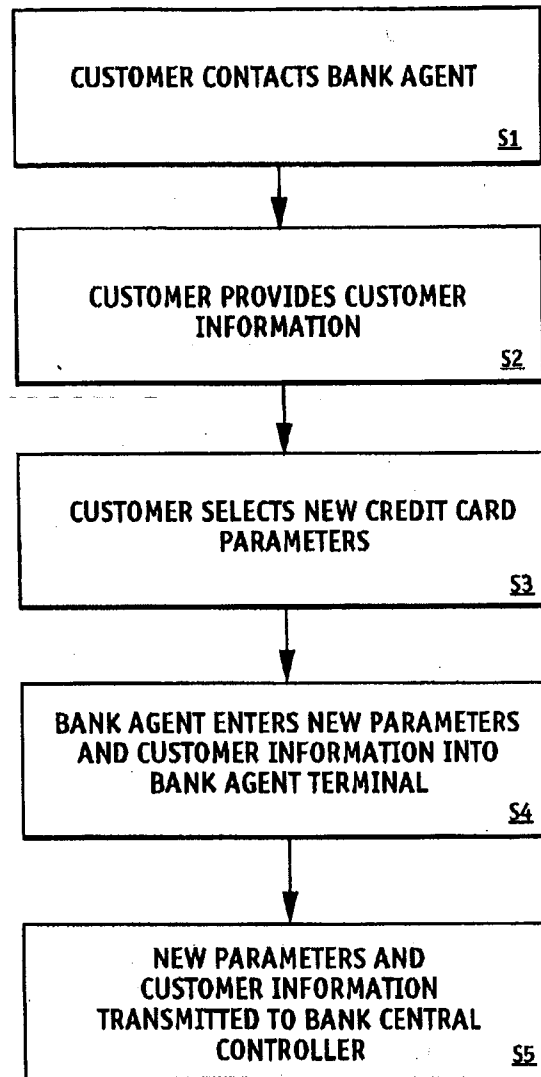 CUSTOMER CONTACTS BANK AGENT
S1
CUSTOMER PROVIDES CUSTOMER
INFORMATION
S2
CUSTOMER SELECTS NEW CREDIT CARD
PARAMETERS
S3
BANK AGENT ENTERS NEW PARAMETERS
AND CUSTOMER INFORMATION INTO
BANK AGENT TERMINAL
S4
NEW PARAMETERS AND
CUSTOMER INFORMATION
TRANSMITTED TO BANK CENTRAL
CONTROLLER
S5